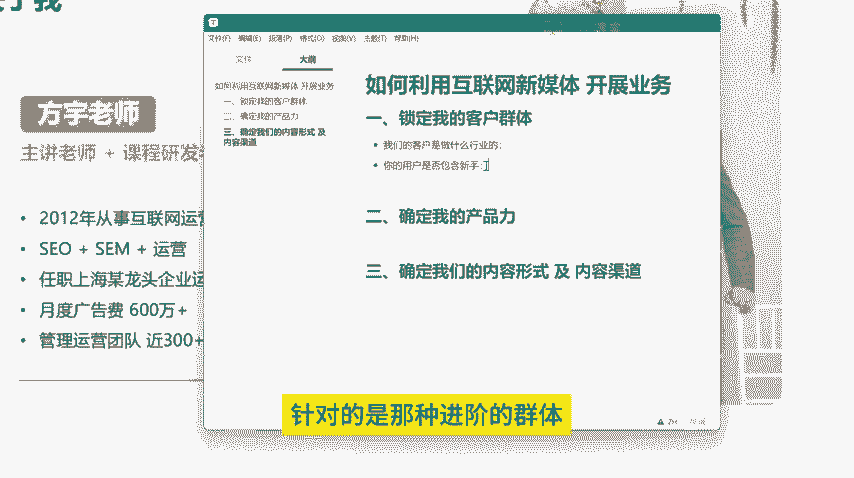 方字老师
主讲老师 + 课程研发
• 2012年从事互联网运营
• SEO + SEM + 运营
• 任职上海某龙头企业运
• 月度广告费 600万+
• 管理运营团队 近300+
文件(F) 编辑(E) 段落(P) 格式(O) 视图(V) 主题(T) 帮助(H)
文件 大纲
如何利用互联网新媒体 开展业务
一、锁定我的客户群体
二、确定我的产品力
三、确定我们的内容形式 及
内容渠道
如何利用互联网新媒体 开展业务
一、锁定我的客户群体
• 我们的客户是做什么行业的;
• 你的用户是否包含新手;
二、确定我的产品力
三、确定我们的内容形式 及 内容渠道
针对的是那种进阶的群体